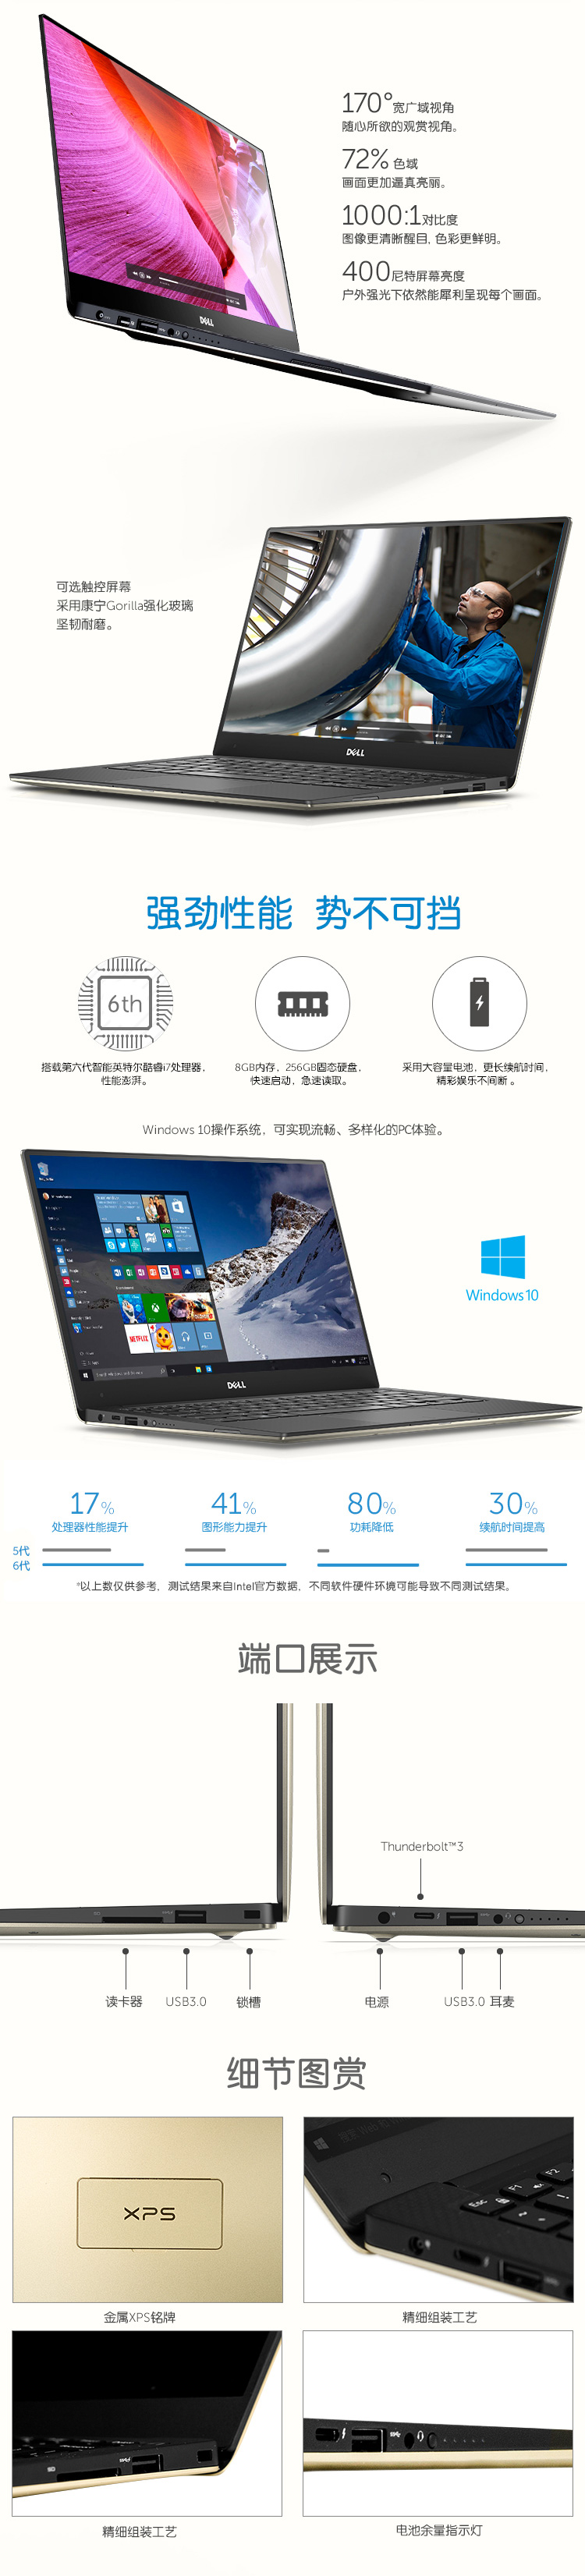 170°宽广域视角
随心所欲的观赏视角。
72% 色域
画面更加逼真亮丽。
1000:1对比度
图像更清晰醒目, 色彩更鲜明。
400尼特屏幕亮度
户外强光下依然能犀利呈现每个画面。
DELL
可选触控屏幕
采用康宁Gorilla强化玻璃
坚韧耐磨。
DELL
强劲性能 势不可挡
6th
搭载第六代智能英特尔酷睿i7处理器,
性能澎湃。
8GB内存, 256GB固态硬盘,
快速启动, 急速读取。
采用大容量电池, 更长续航时间,
精彩娱乐不间断 。
Windows 10操作系统, 可实现流畅、多样化的PC体验。
NETFLIX
DELL
Windows 10
17%
处理器性能提升
41%
图形能力提升
80%
功耗降低
30%
续航时间提高
5代
6代
*以上数仅供参考, 测试结果来自Intel官方数据, 不同软件硬件环境可能导致不同测试结果。
端口展示
Thunderbolt™3
读卡器
USB3.0
锁槽
电源
USB3.0
耳麦
细节图赏
XPS
Esc
F1
F2
金属XPS铭牌
精细组装工艺
精细组装工艺
电池余量指示灯